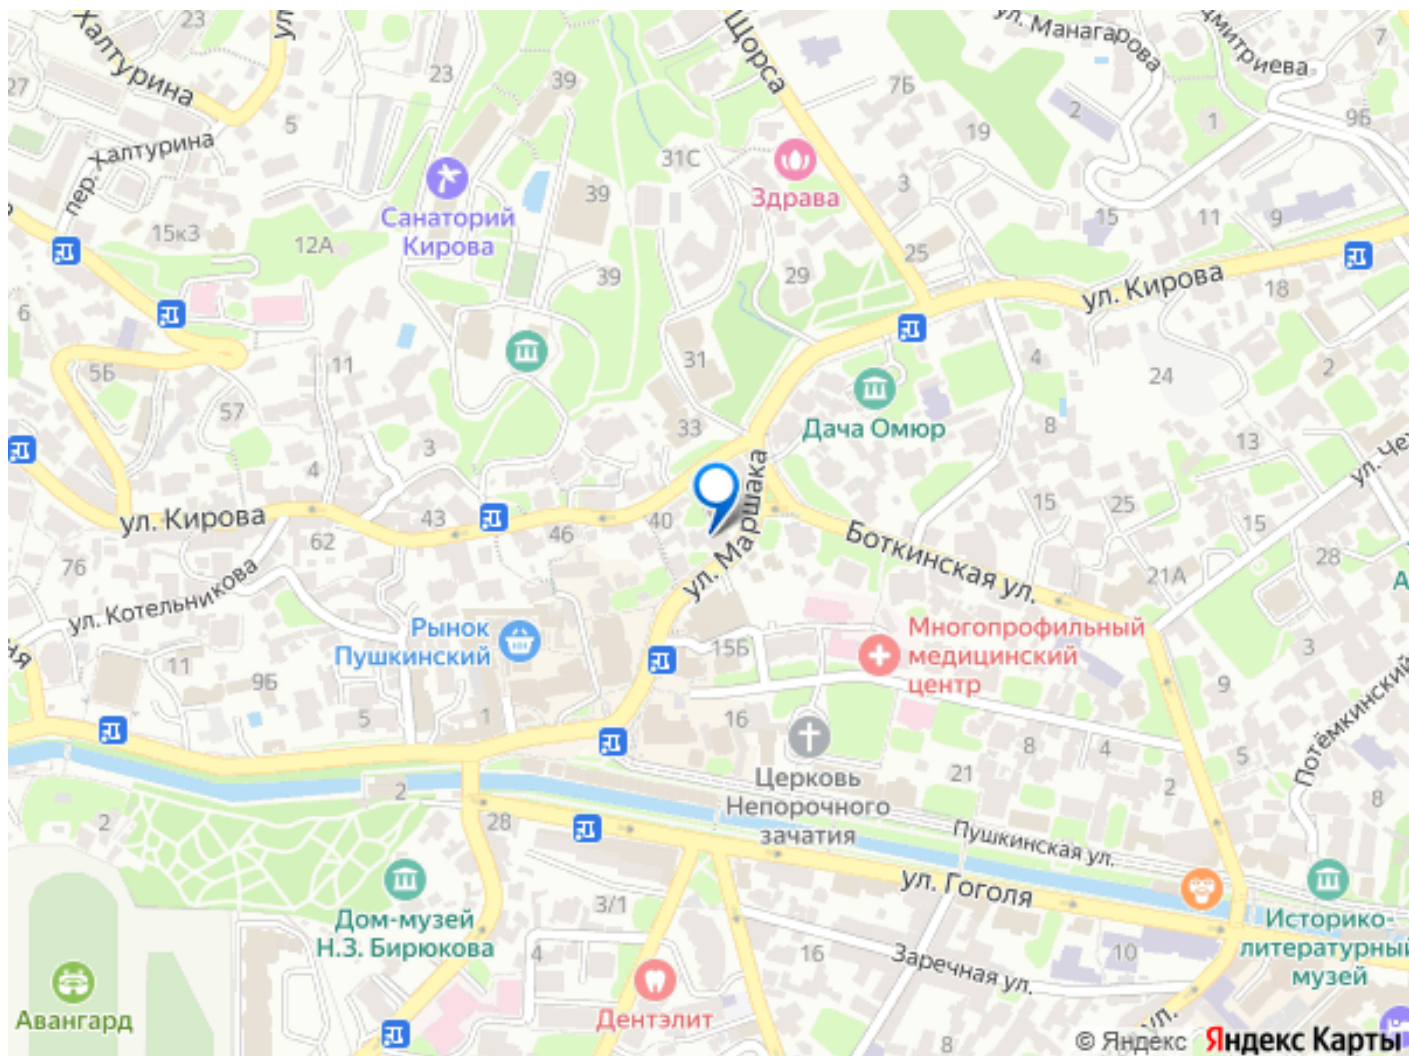 23
ул. Манагарова
Дмитриева
7
Халтурина
Щорса
23
39
7Б
27
2
9Б
5
19
1
пер. Халтурина
31С
Здрава
3
39
Санаторий
Кирова
15
11
9
15к3
12А
25
39
29
ул. Кирова
18
6
31
4
2
11
5Б
24
57
Дача Омюр
33
8
13
3
4
ул. Маршака
ул. Кирова
43
46
40
15
25
15
62
Боткинская ул.
28
76
21А
ул. Котельникова
Рынок
Пушкинский
15Б
Многопрофильный
медицинский
центр
3
11
9Б
9
5
1
16
8
4
5
Потёмкинский
Церковь
Непорочного
зачатия
21
2
8
2
28
Пушкинская ул.
ул. Гоголя
Дом-музей
Н.З. Бирюкова
3/1
Историко-
литературный
музей
4
16
Заречная ул.
10
Авангард
Дентэлит
ул.
8
© Яндекс Яндекс Карты